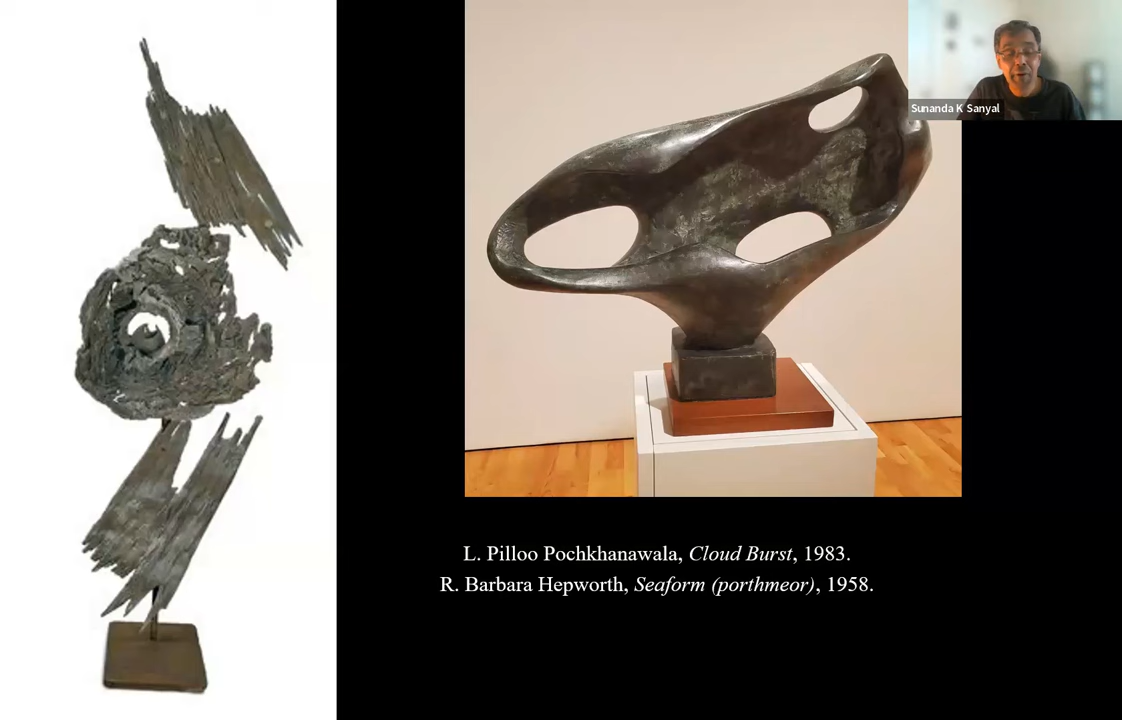 Sunanda K Sanyal
L. Pilloo Pochkhanawala, Cloud Burst, 1983.
R. Barbara Hepworth, Seaform (porthmeor), 1958.